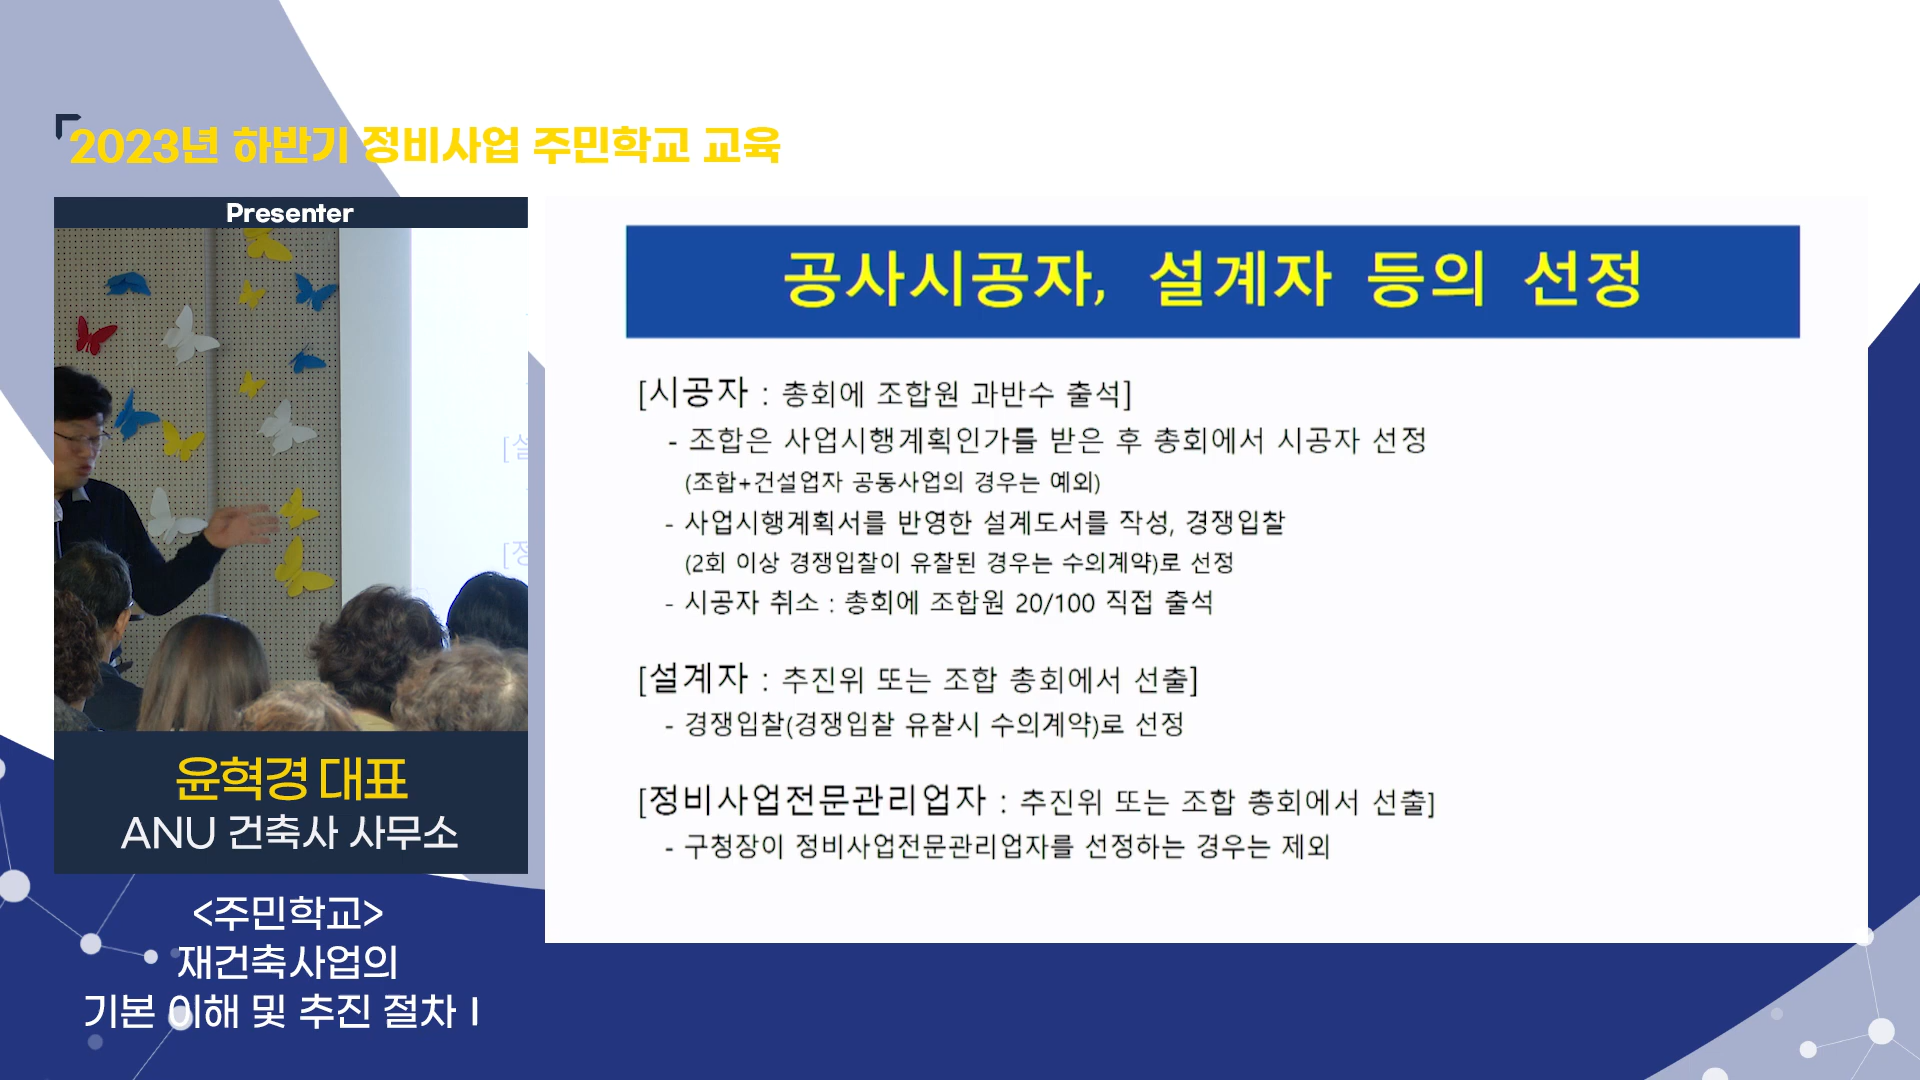 2023년 하반기 정비사업 주민학교 교육
Presenter
윤혁경 대표
ANU 건축사 사무소
<주민학교>
재건축사업의
기본 이해 및 추진 절차 Ⅰ
공사시공자, 설계자 등의 선정
[시공자 : 총회에 조합원 과반수 출석]
- 조합은 사업시행계획인가를 받은 후 총회에서 시공자 선정
(조합+건설업자 공동사업의 경우는 예외)
- 사업시행계획서를 반영한 설계도서를 작성, 경쟁입찰
(2회 이상 경쟁입찰이 유찰된 경우는 수의계약)로 선정
- 시공자 취소 : 총회에 조합원 20/100 직접 출석
[설계자 : 추진위 또는 조합 총회에서 선출]
- 경쟁입찰(경쟁입찰 유찰시 수의계약)로 선정
[정비사업전문관리업자 : 추진위 또는 조합 총회에서 선출]
- 구청장이 정비사업전문관리업자를 선정하는 경우는 제외